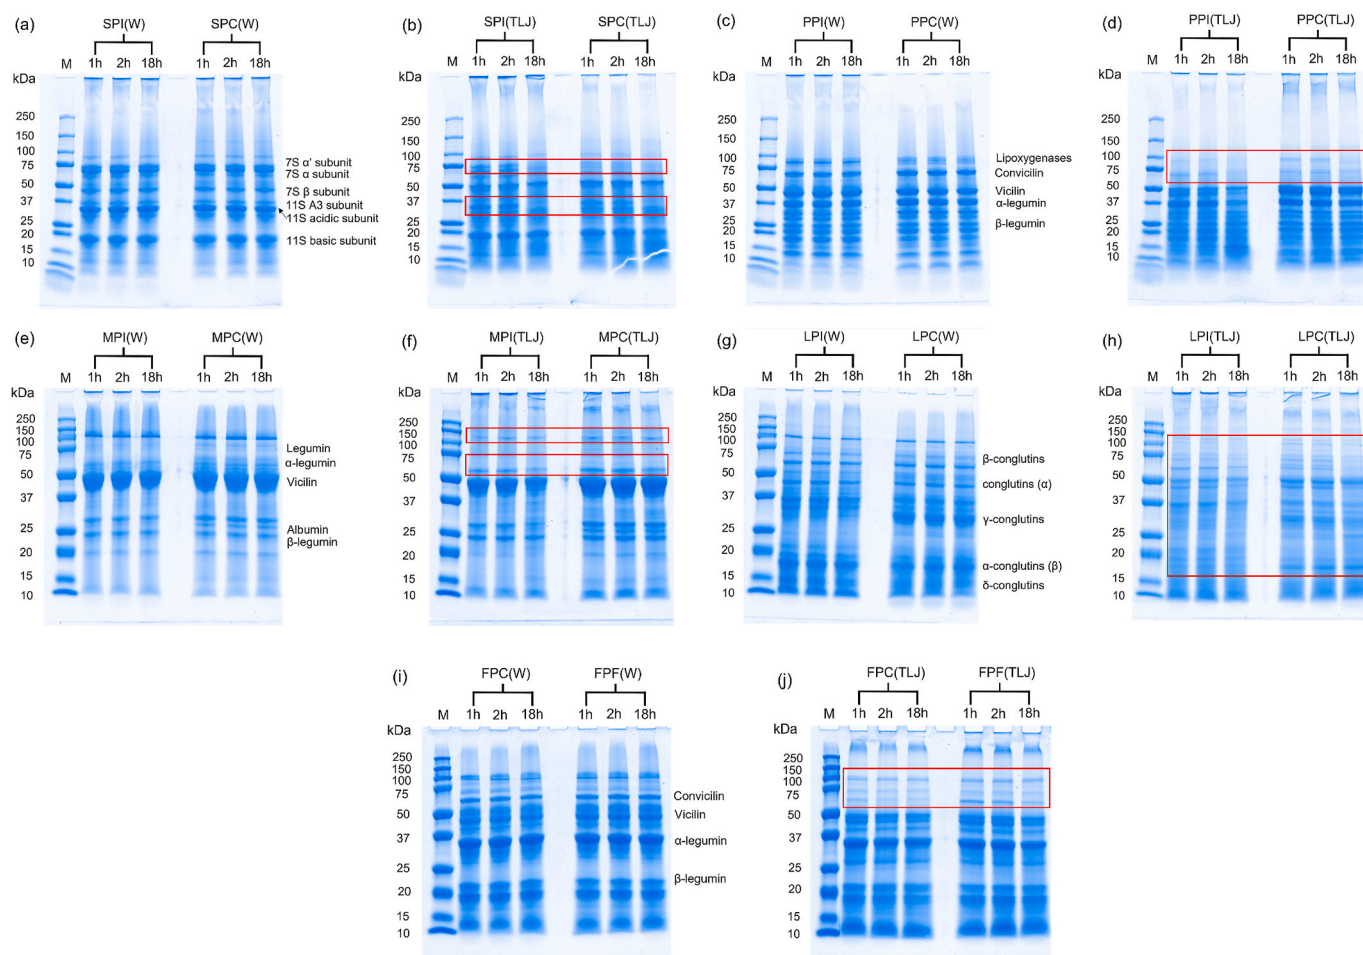 (a) SPI(W) SPC(W)
M 1h 2h 18h 1h 2h 18h
kDa
250
150
100
75
50
37
25
20
15
10
7S α' subunit
7S α subunit
7S β subunit
11S A3 subunit
11S acidic subunit
11S basic subunit
(b) SPI(TLJ) SPC(TLJ)
M 1h 2h 18h 1h 2h 18h
kDa
250
150
100
75
50
37
25
20
15
10
(c) PPI(W) PPC(W)
M 1h 2h 18h 1h 2h 18h
kDa
250
150
100
75
50
37
25
20
15
10
Lipoxygenases
Convicilin
Vicilin
α-legumin
β-legumin
(d) PPI(TLJ) PPC(TLJ)
M 1h 2h 18h 1h 2h 18h
kDa
250
150
100
75
50
37
25
20
15
10
(e) MPI(W) MPC(W)
M 1h 2h 18h 1h 2h 18h
kDa
250
150
100
75
50
37
25
20
15
10
Legumin
α-legumin
Vicilin
Albumin
β-legumin
(f) MPI(TLJ) MPC(TLJ)
M 1h 2h 18h 1h 2h 18h
kDa
250
150
100
75
50
37
25
20
15
10
(g) LPI(W) LPC(W)
M 1h 2h 18h 1h 2h 18h
kDa
250
150
100
75
50
37
25
20
15
10
β-conglutins
conglutins (α)
γ-conglutins
α-conglutins (β)
δ-conglutins
(h) LPI(TLJ) LPC(TLJ)
M 1h 2h 18h 1h 2h 18h
kDa
250
150
100
75
50
37
25
20
15
10
(i) FPC(W) FPF(W)
M 1h 2h 18h 1h 2h 18h
kDa
250
150
100
75
50
37
25
20
15
10
Convicilin
Vicilin
α-legumin
β-legumin
(j) FPC(TLJ) FPF(TLJ)
M 1h 2h 18h 1h 2h 18h
kDa
250
150
100
75
50
37
25
20
15
10